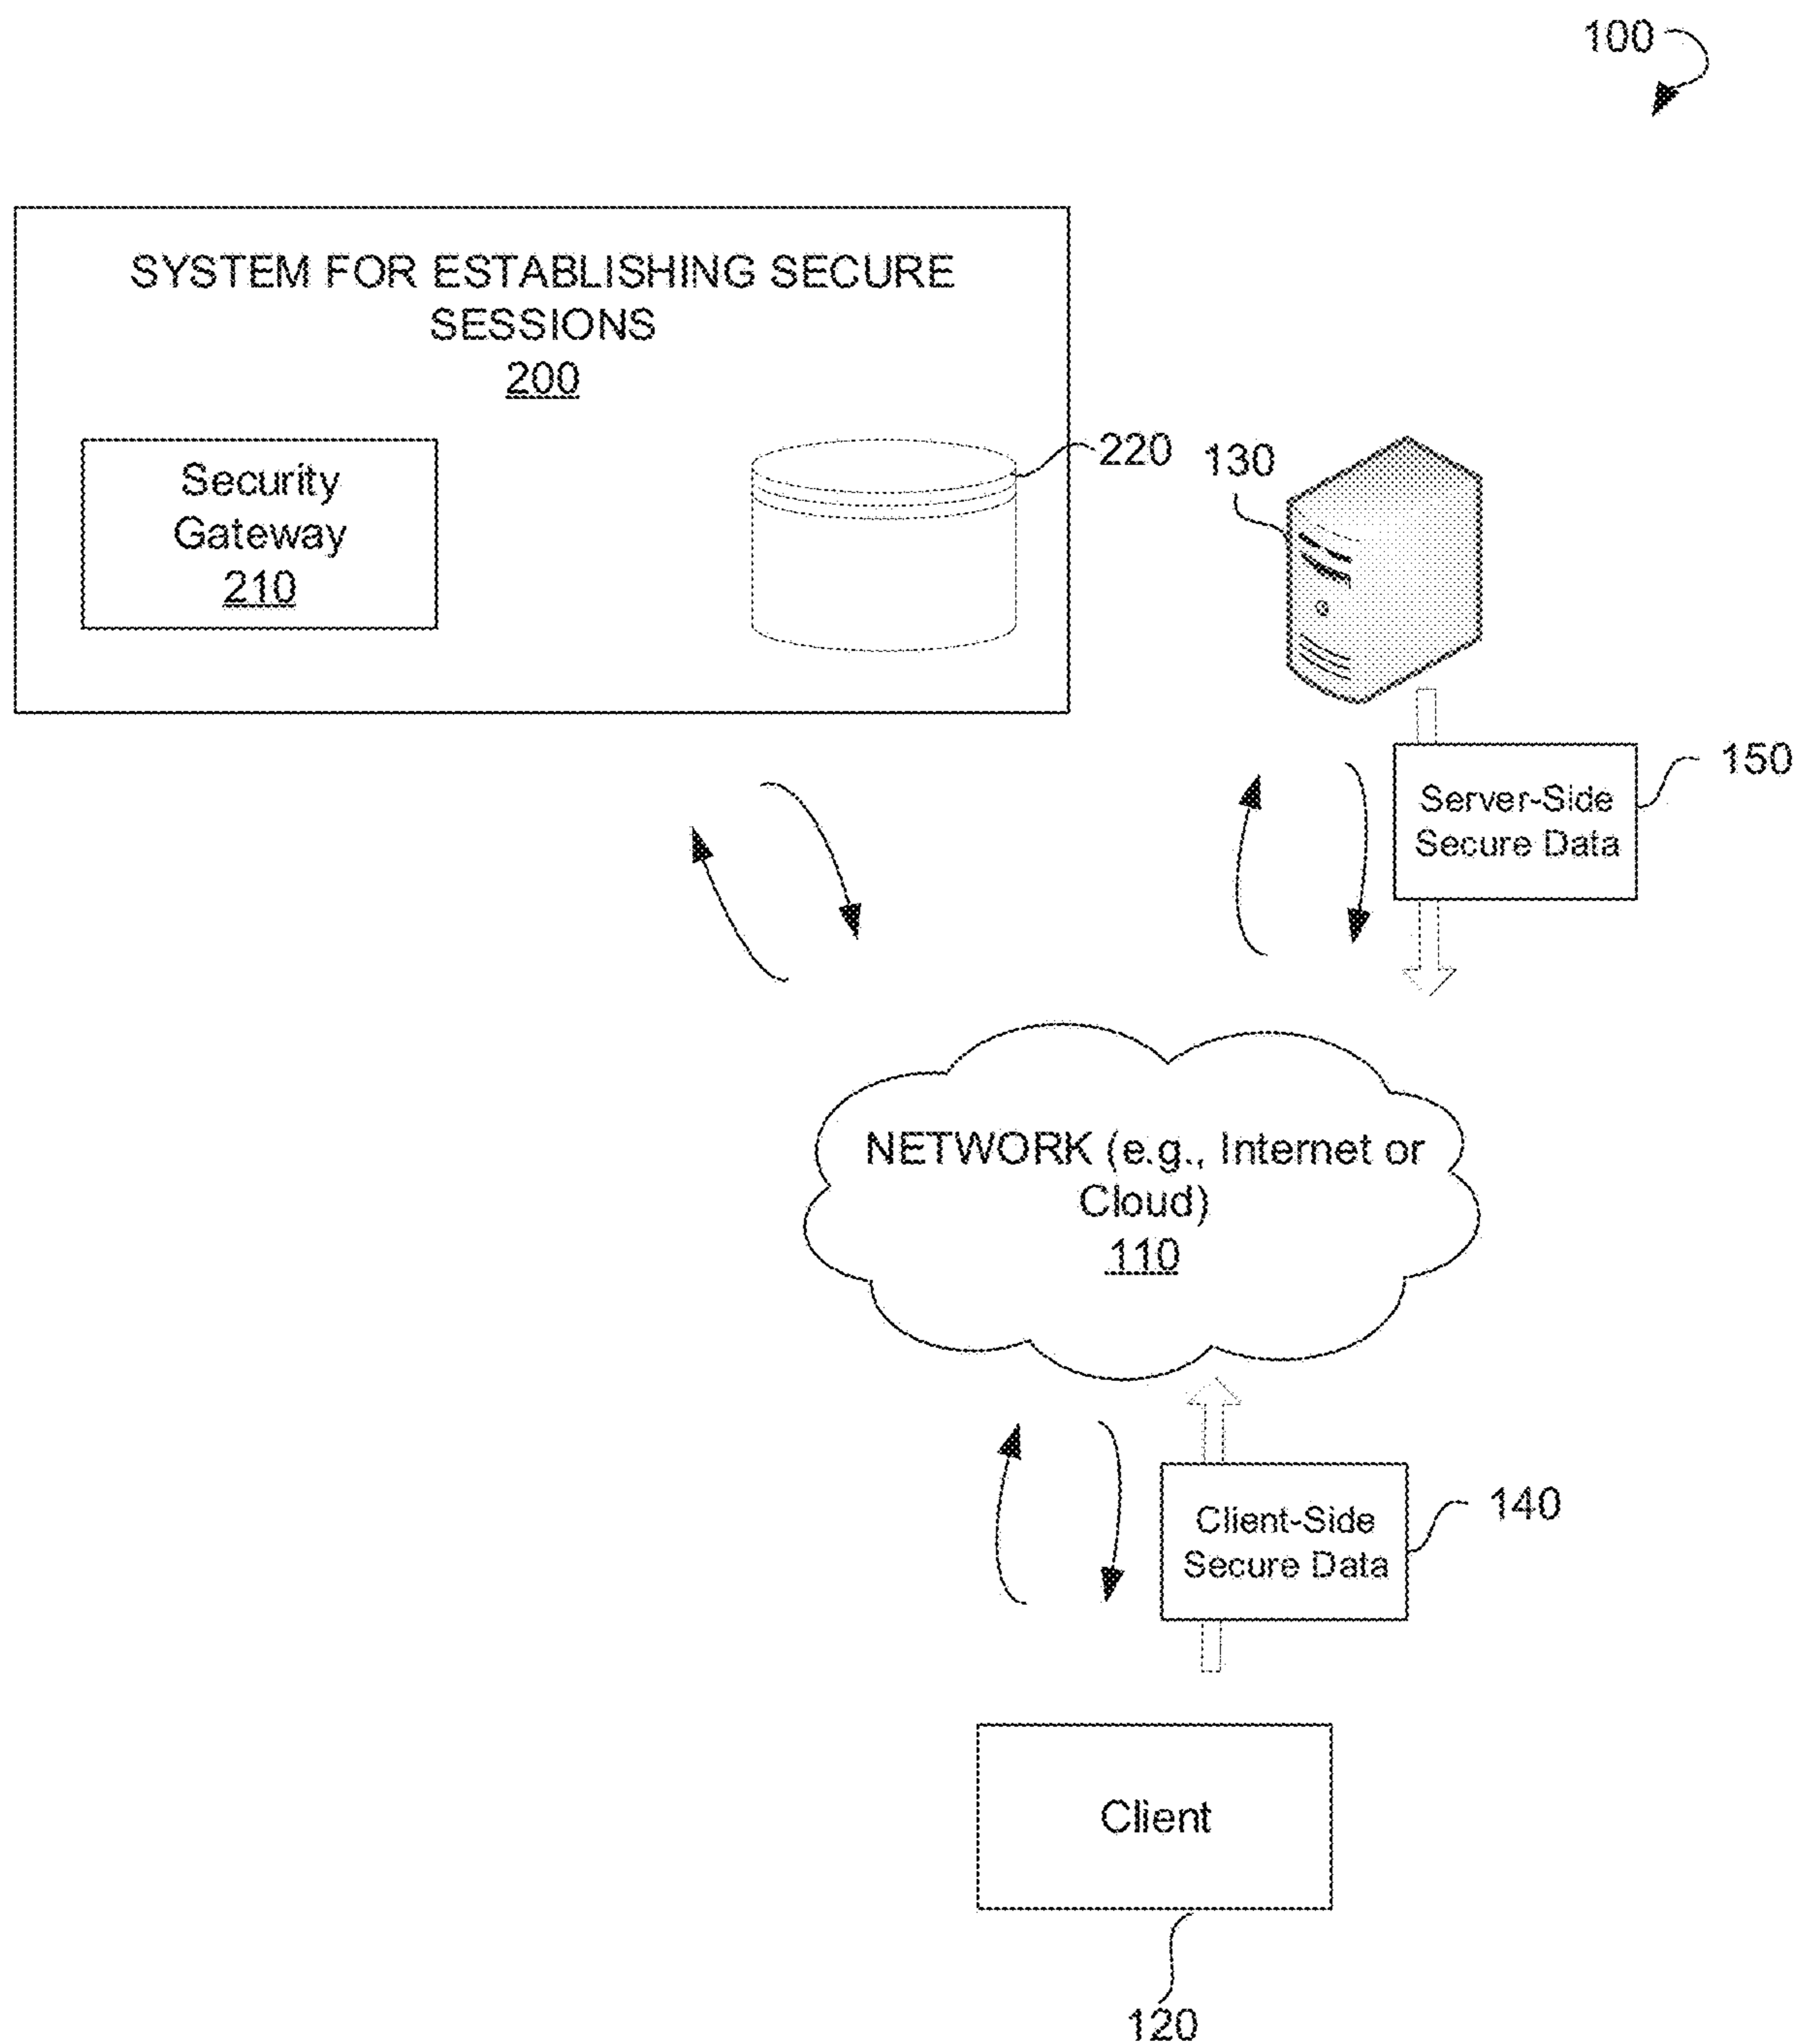 100
SYSTEM FOR ESTABLISHING SECURE
SESSIONS
200
Security
Gateway
210
220
130
150
Server-Side
Secure Data
NETWORK (e.g., Internet or
Cloud)
110
140
Client-Side
Secure Data
Client
120